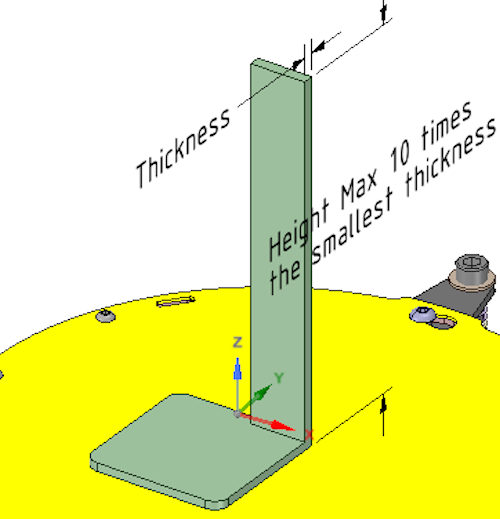 Thickness
Height Max 10 times
the smallest thickness
Z
Y
X